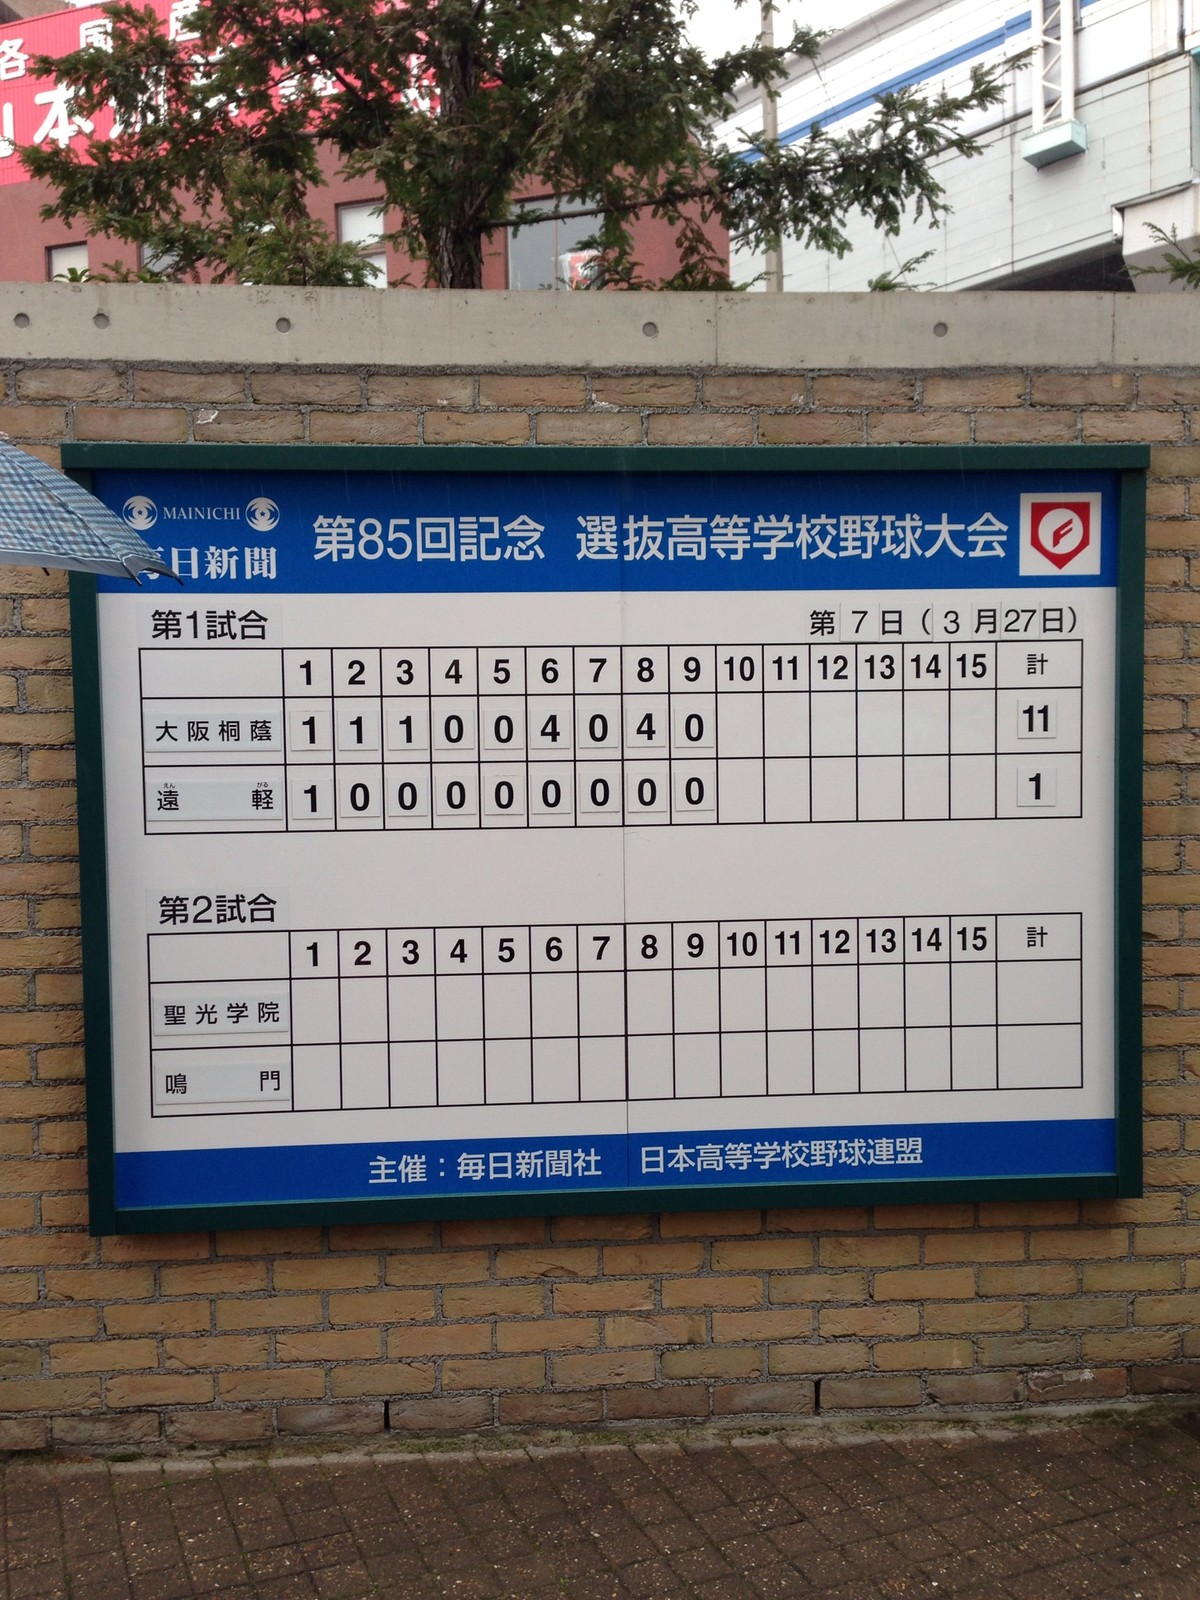 本
MAINICHI
毎日新聞
第85回記念 選抜高等学校野球大会
第1試合
第7日(3月27日)
1 2 3 4 5 6 7 8 9 10 11 12 13 14 15 計
大阪桐蔭 1 1 1 0 0 4 0 4 0 11
えん がる
遠軽 1 0 0 0 0 0 0 0 0 1
第2試合
1 2 3 4 5 6 7 8 9 10 11 12 13 14 15 計
聖光学院
鳴門
主催:毎日新聞社 日本高等学校野球連盟